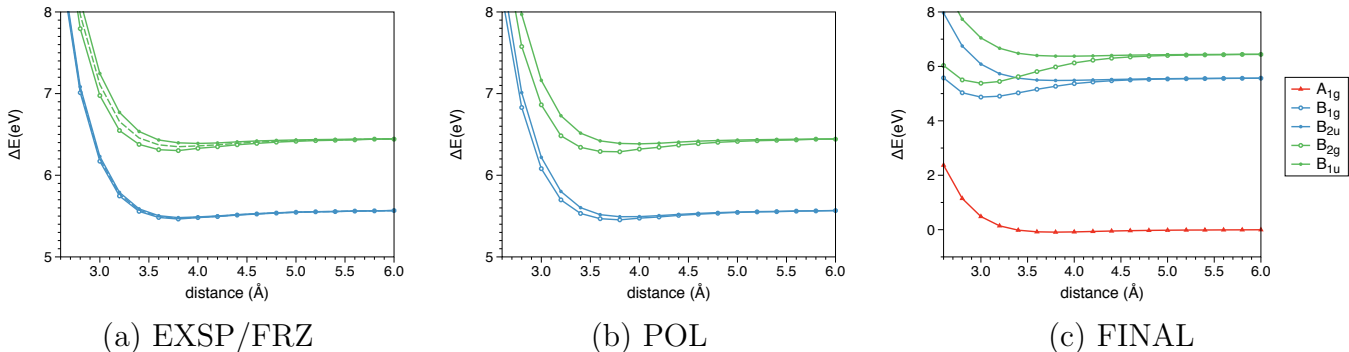 8
7
6
5
ΔE(eV)
3.0 3.5 4.0 4.5 5.0 5.5 6.0
distance (Å)
(a) EXSP/FRZ
8
7
6
5
ΔE(eV)
3.0 3.5 4.0 4.5 5.0 5.5 6.0
distance (Å)
(b) POL
8
6
4
2
0
ΔE(eV)
3.0 3.5 4.0 4.5 5.0 5.5 6.0
distance (Å)
(c) FINAL
A1g
B1g
B2u
B2g
B1u